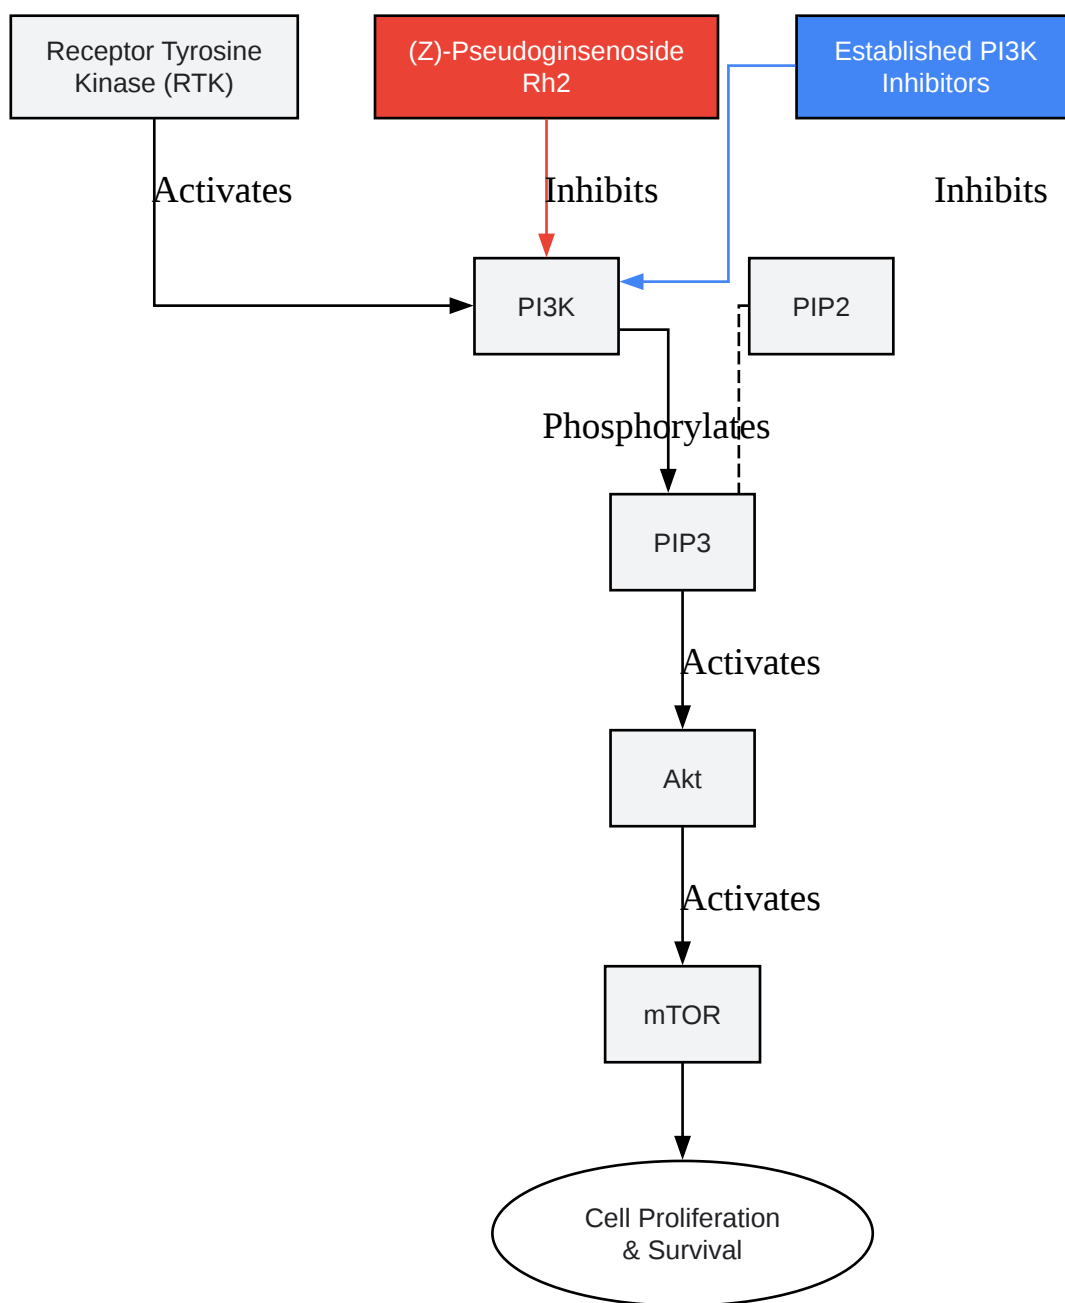 Receptor Tyrosine
Kinase (RTK)
(Z)-Pseudoginsenoside
Rh2
Established PI3K
Inhibitors
Activates
Inhibits
Inhibits
PI3K
PIP2
Phosphorylates
PIP3
Activates
Akt
Activates
mTOR
Cell Proliferation
& Survival